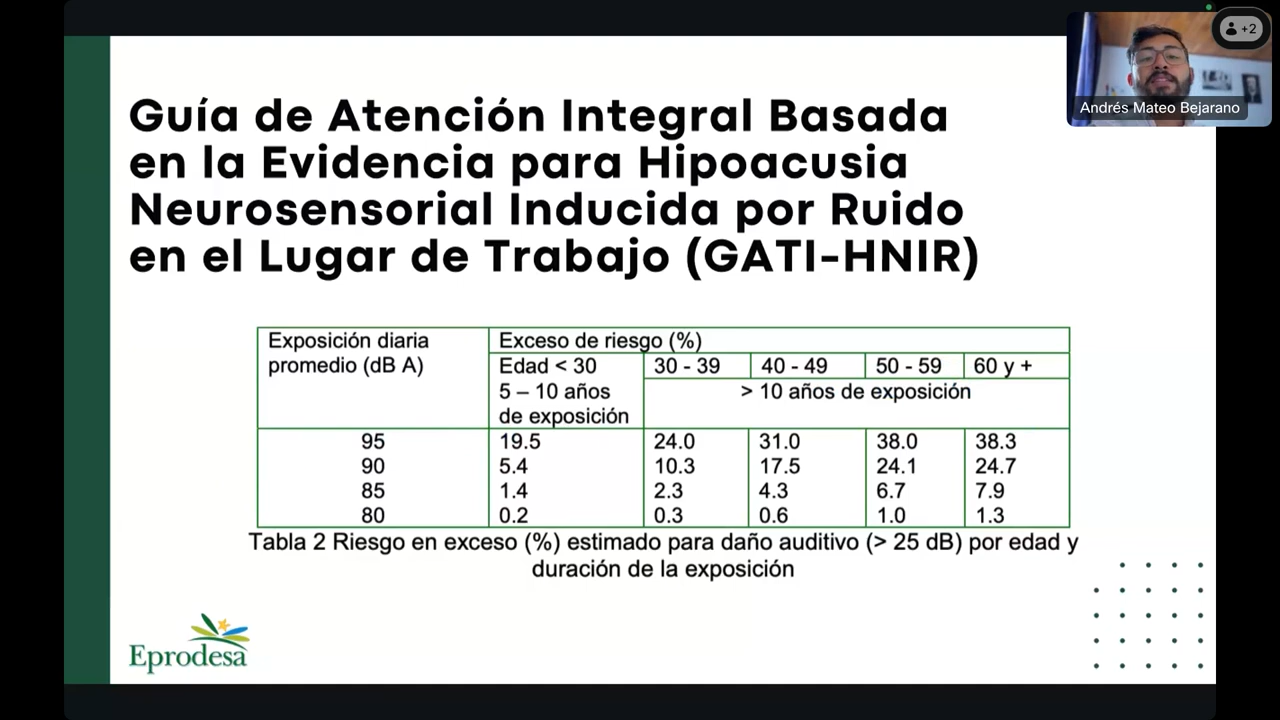 +2
Andrés Mateo Bejarano
Guía de Atención Integral Basada
en la Evidencia para Hipoacusia
Neurosensorial Inducida por Ruido
en el Lugar de Trabajo (GATI-HNIR)
Exposición diaria promedio (dB A)
Exceso de riesgo (%)
Edad < 30 30 - 39 40 - 49 50 - 59 60 y +
5 – 10 años de exposición > 10 años de exposición
95 19.5 24.0 31.0 38.0 38.3
90 5.4 10.3 17.5 24.1 24.7
85 1.4 2.3 4.3 6.7 7.9
80 0.2 0.3 0.6 1.0 1.3
Tabla 2 Riesgo en exceso (%) estimado para daño auditivo (> 25 dB) por edad y
duración de la exposición
Eprodesa